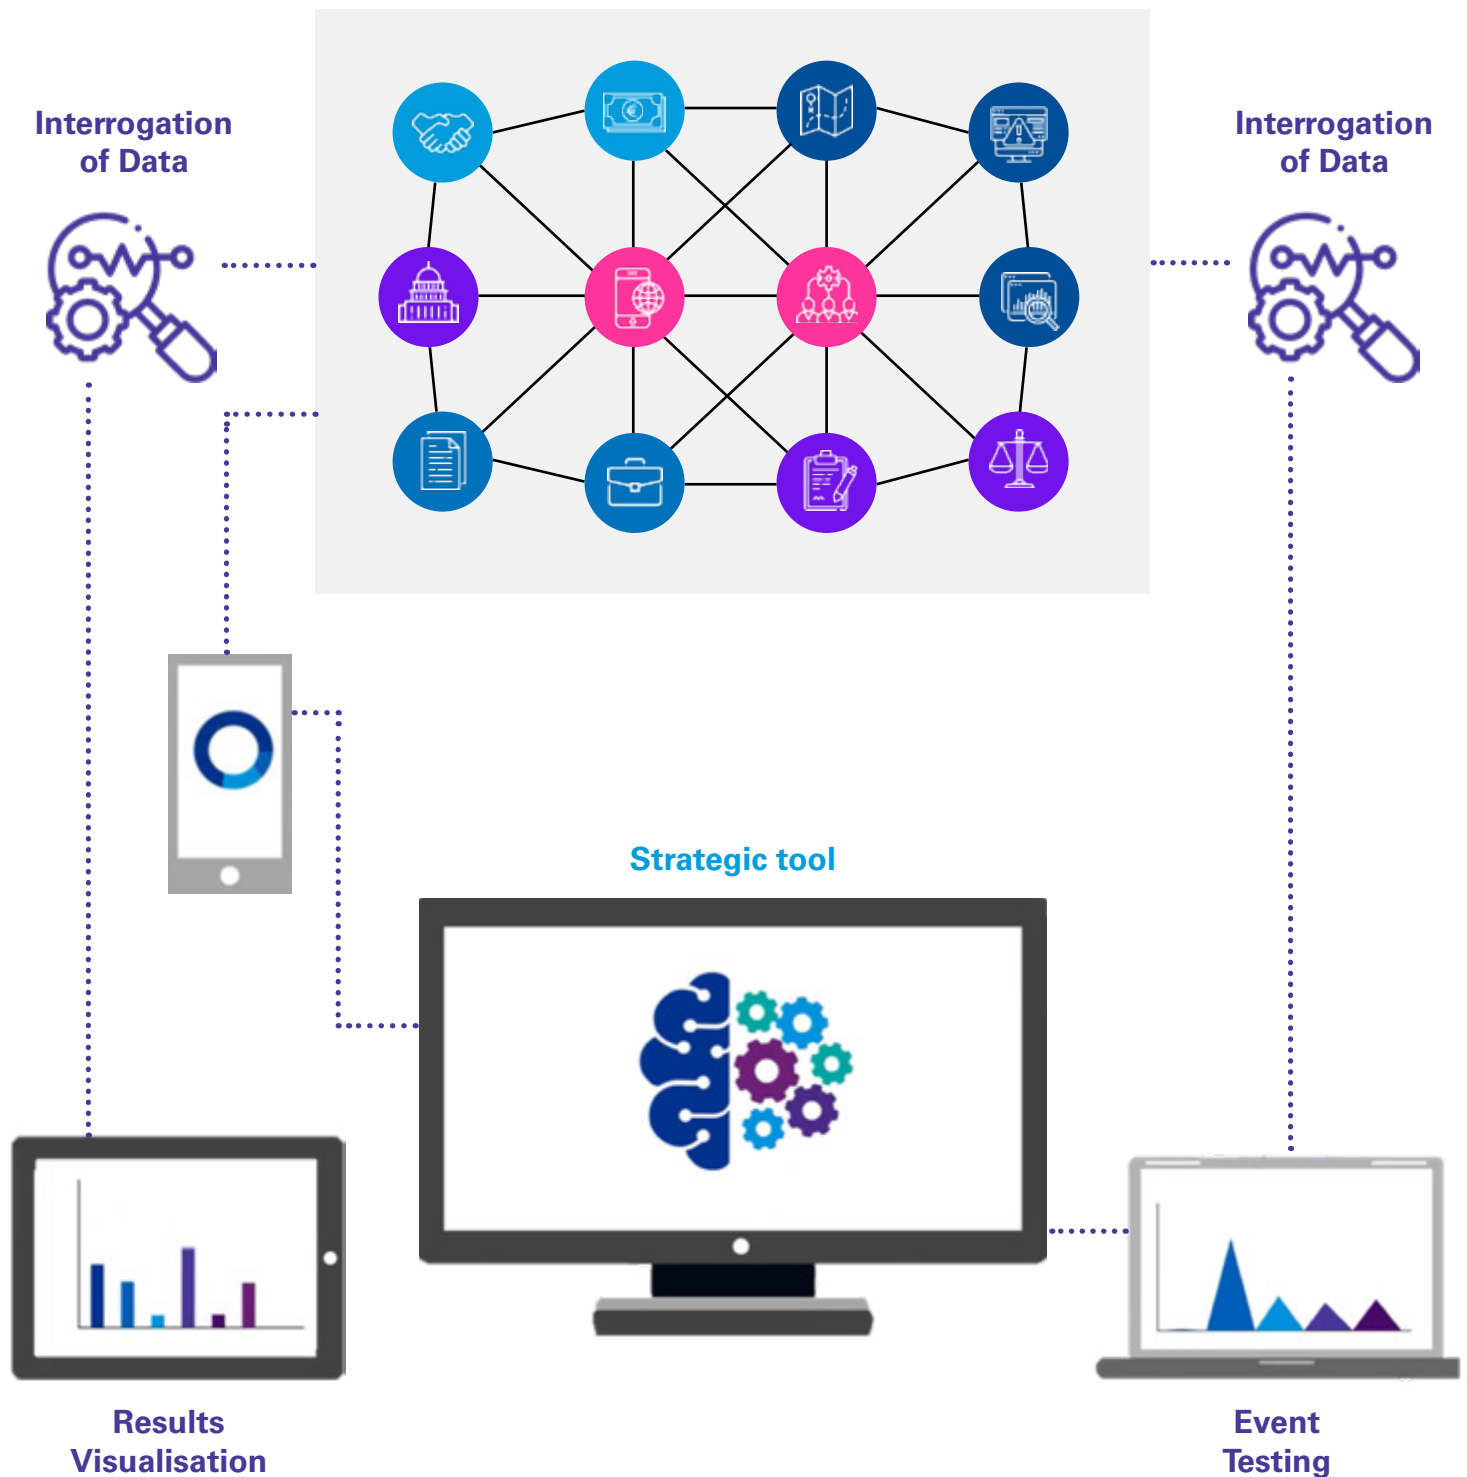 Interrogation
of Data
Interrogation
of Data
Strategic tool
Results
Visualisation
Event
Testing